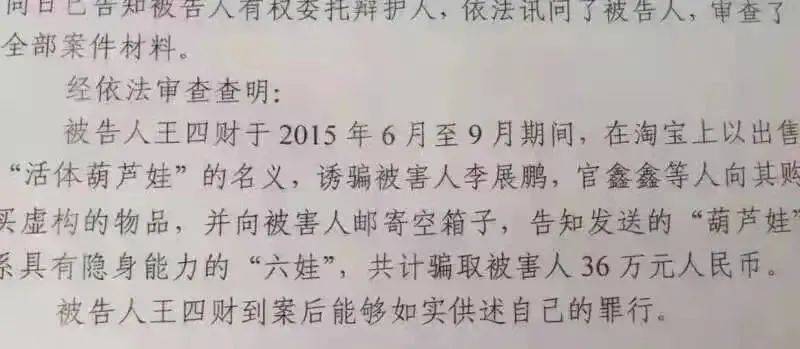 同日已告知被告人有权委托辩护人，依法讯问了被告人，审查了
全部案件材料。
经依法审查查明：
被告人王四财于 2015 年 6 月至 9 月期间，在淘宝上以出售
“活体葫芦娃”的名义，诱骗被害人李展鹏，官鑫鑫等人向其购
买虚构的物品，并向被害人邮寄空箱子，告知发送的“葫芦娃”
系具有隐身能力的“六娃”，共计骗取被害人 36 万元人民币。
被告人王四财到案后能够如实供述自己的罪行。